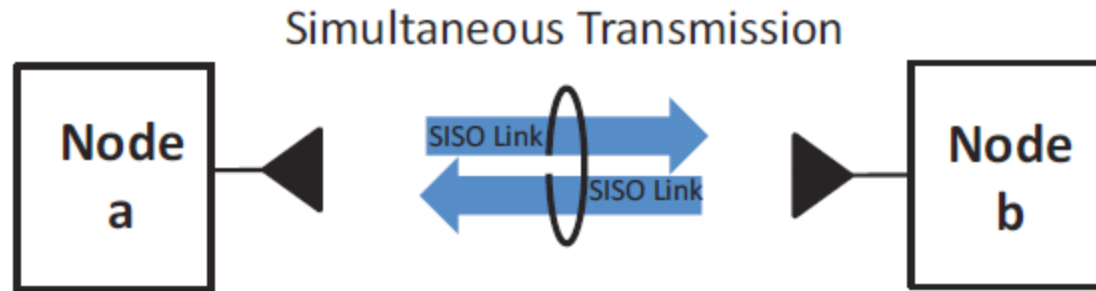 Simultaneous Transmission
Node
a
SISO Link
SISO Link
Node
b